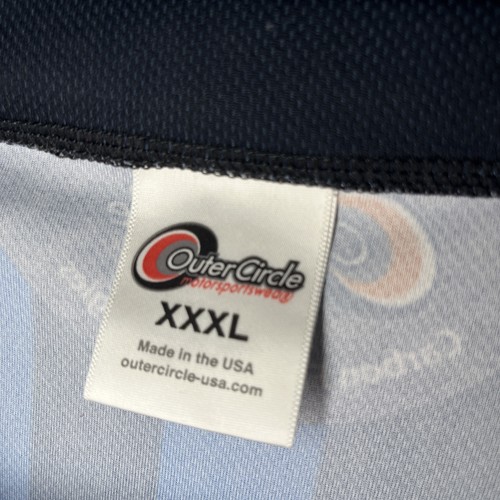 OuterCircle
motorsportswear
XXXL
Made in the USA
outercircle-usa.com